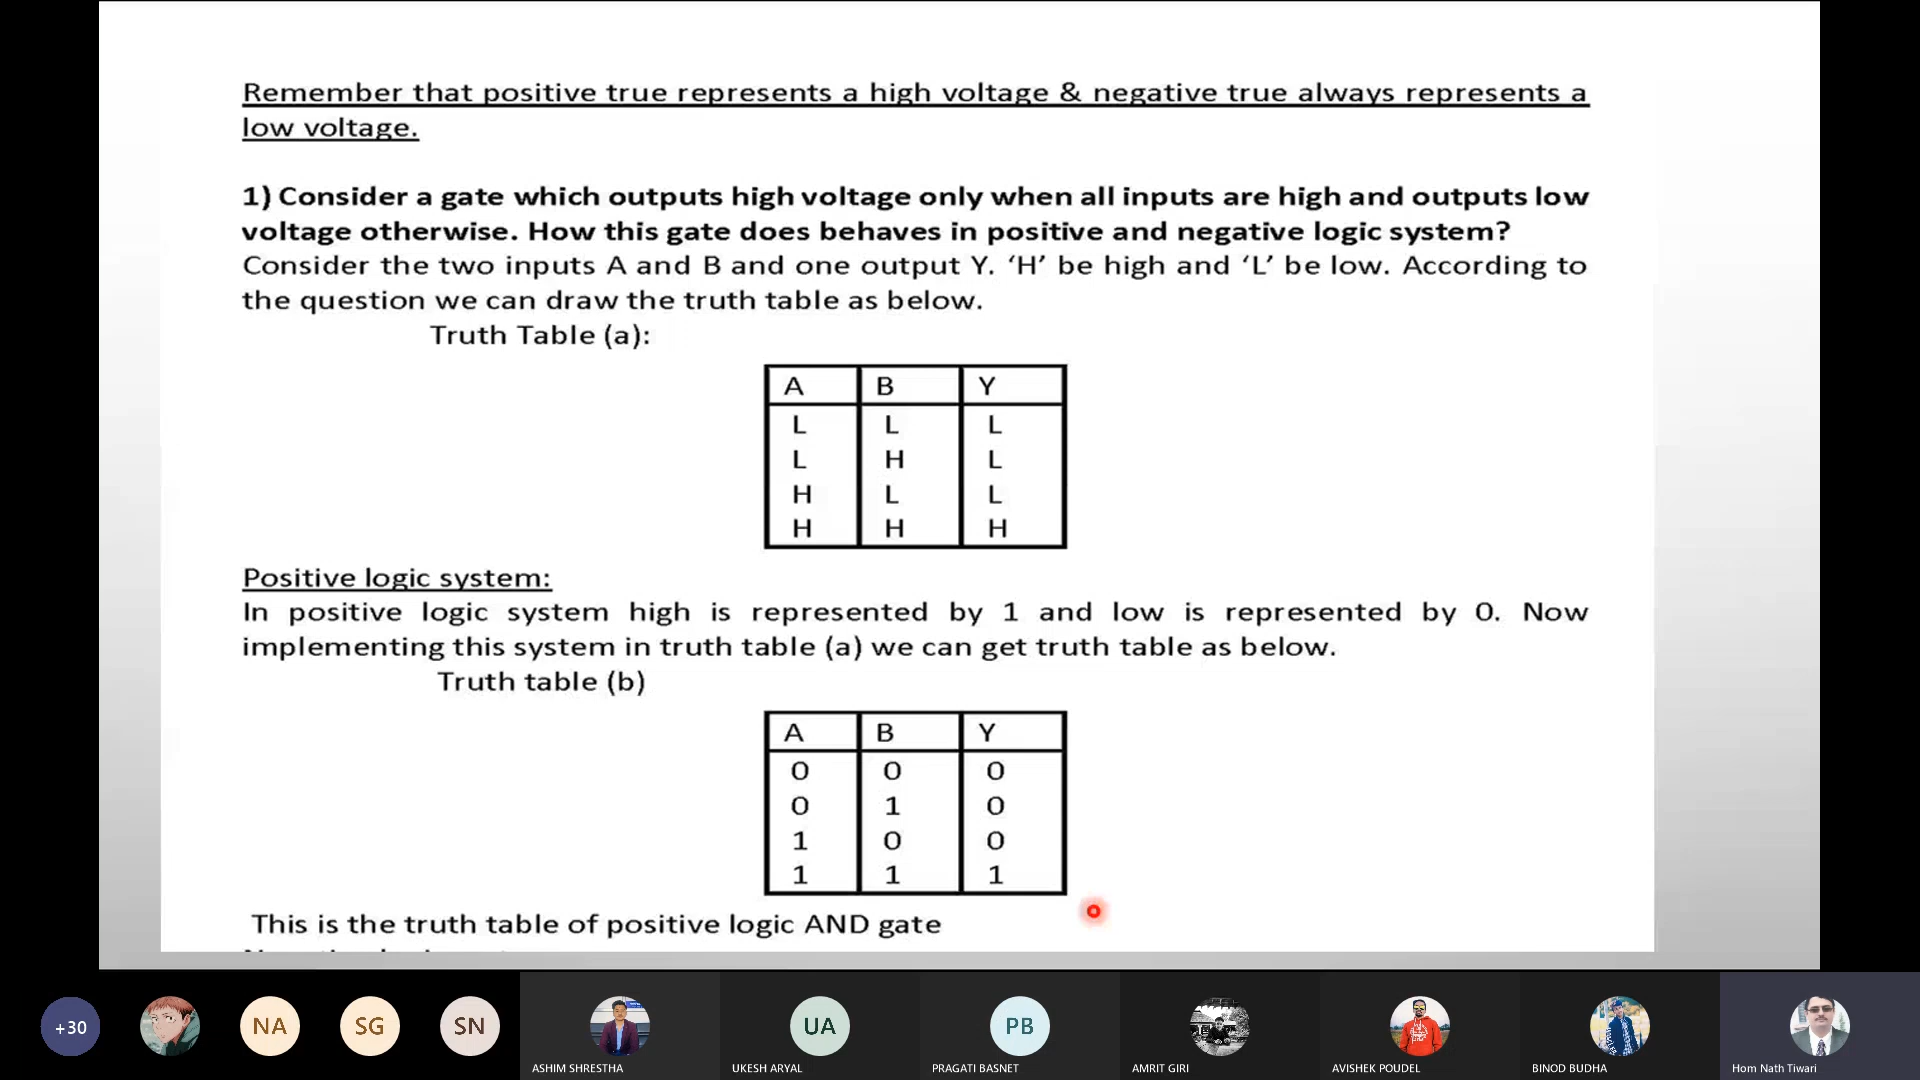 Remember that positive true represents a high voltage & negative true always represents a
low voltage.
1) Consider a gate which outputs high voltage only when all inputs are high and outputs low
voltage otherwise. How this gate does behaves in positive and negative logic system?
Consider the two inputs A and B and one output Y. ‘H’ be high and ‘L’ be low. According to
the question we can draw the truth table as below.
Truth Table (a):
A B Y
L L L
L H L
H L L
H H H
Positive logic system:
In positive logic system high is represented by 1 and low is represented by 0. Now
implementing this system in truth table (a) we can get truth table as below.
Truth table (b)
A B Y
0 0 0
0 1 0
1 0 0
1 1 1
This is the truth table of positive logic AND gate
+30 NA SG SN UA PB
ASHIM SHRESTHA UKESH ARYAL PRAGATI BASNET AMRIT GIRI AVISHEK POUDEL BINOD BUDHA Hom Nath Tiwari